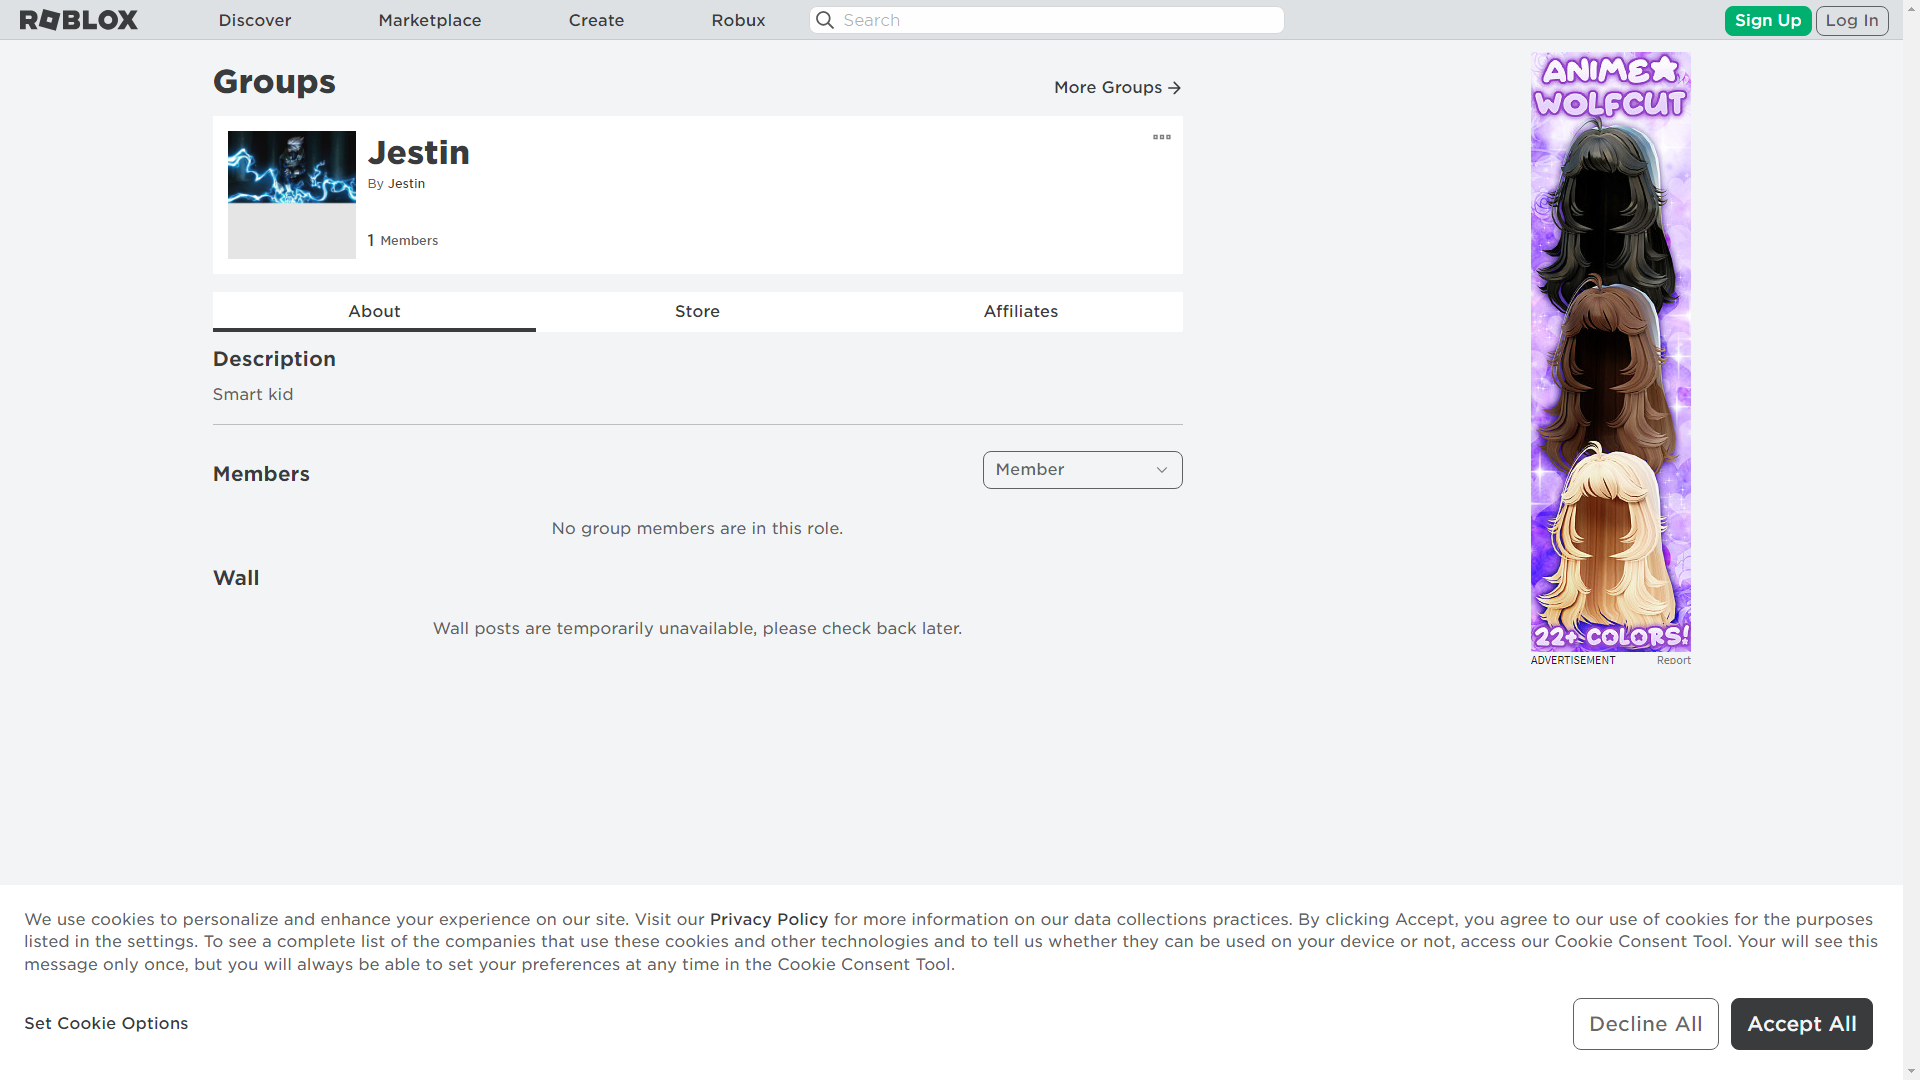 ROBLOX
Discover
Marketplace
Create
Robux
Search
Sign Up
Log In
Groups
More Groups
Jestin
By Jestin
1 Members
About
Store
Affiliates
Description
Smart kid
Members
Member
No group members are in this role.
Wall
Wall posts are temporarily unavailable, please check back later.
ANIME
WOLFCUT
22+ COLORS!
ADVERTISEMENT
Report
We use cookies to personalize and enhance your experience on our site. Visit our Privacy Policy for more information on our data collections practices. By clicking Accept, you agree to our use of cookies for the purposes
listed in the settings. To see a complete list of the companies that use these cookies and other technologies and to tell us whether they can be used on your device or not, access our Cookie Consent Tool. Your will see this
message only once, but you will always be able to set your preferences at any time in the Cookie Consent Tool.
Set Cookie Options
Decline All
Accept All